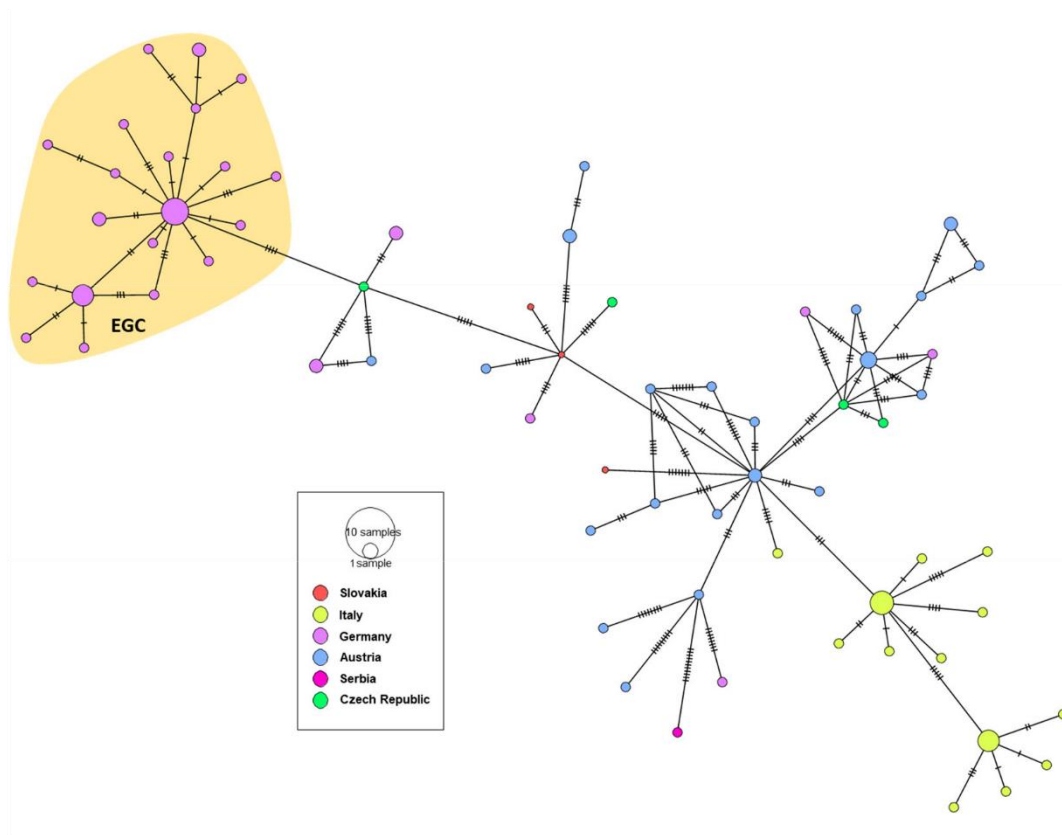 EGC
10 samples
1 sample
Slovakia
Italy
Germany
Austria
Serbia
Czech Republic